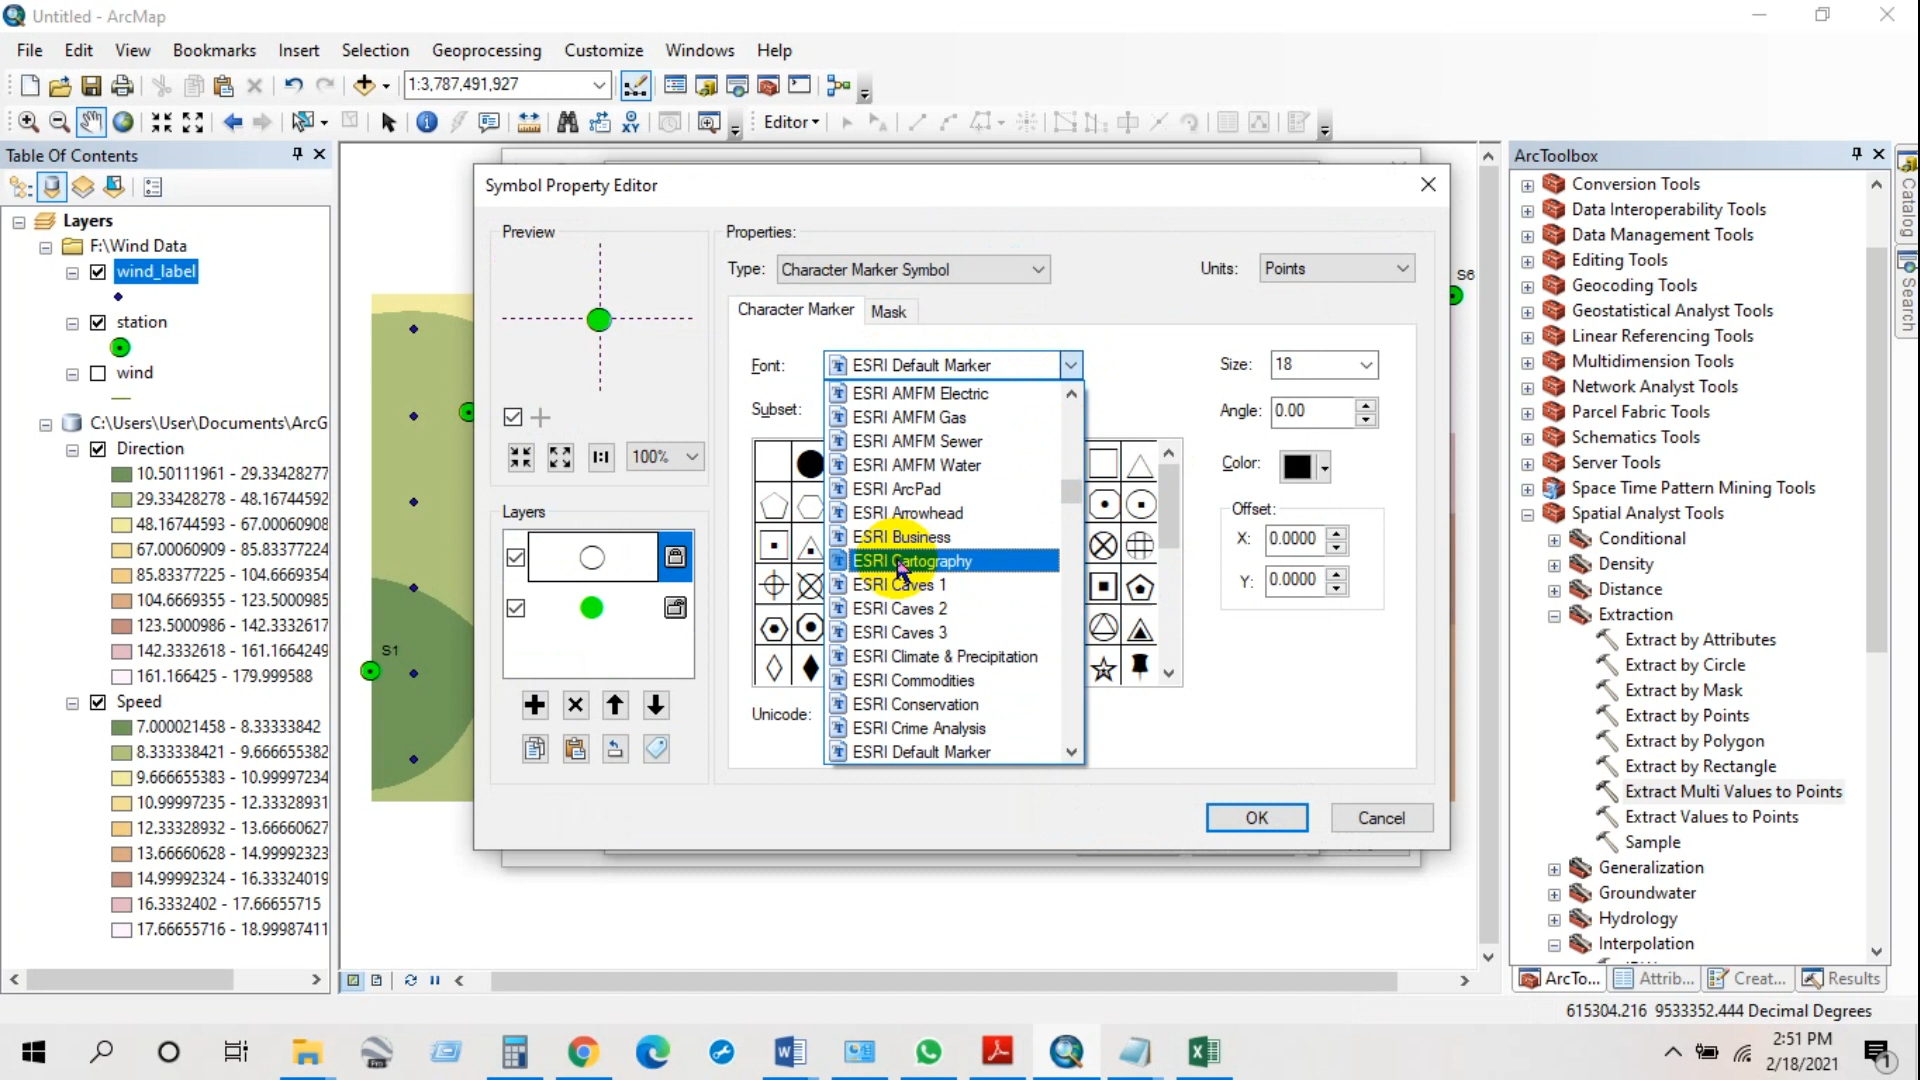 Untitled - ArcMap
File Edit View Bookmarks Insert Selection Geoprocessing Customize Windows Help
1:3,787,491,927
Editor
Table Of Contents
Layers
F:\Wind Data
wind_label
station
wind
C:\Users\User\Documents\ArcG
Direction
10.50111961 - 29.33428277
29.33428278 - 48.16744592
48.16744593 - 67.00060908
67.00060909 - 85.83377224
85.83377225 - 104.6669354
104.6669355 - 123.5000985
123.5000986 - 142.3332617
142.3332618 - 161.1664249
161.166425 - 179.999588
Speed
7.000021458 - 8.33333842
8.333338421 - 9.666655382
9.666655383 - 10.99997234
10.99997235 - 12.33328931
12.33328932 - 13.66660627
13.66660628 - 14.99992323
14.99992324 - 16.33324019
16.3332402 - 17.66655715
17.66655716 - 18.99987411
S1
S6
Symbol Property Editor
Preview
100%
Layers
Properties:
Type: Character Marker Symbol
Units: Points
Character Marker
Mask
Font: ESRI Default Marker
Subset:
Unicode:
ESRI AMFM Electric
ESRI AMFM Gas
ESRI AMFM Sewer
ESRI AMFM Water
ESRI ArcPad
ESRI Arrowhead
ESRI Business
ESRI Cartography
ESRI Caves 1
ESRI Caves 2
ESRI Caves 3
ESRI Climate & Precipitation
ESRI Commodities
ESRI Conservation
ESRI Crime Analysis
ESRI Default Marker
Size: 18
Angle: 0.00
Color:
Offset:
X: 0.0000
Y: 0.0000
OK
Cancel
ArcToolbox
Conversion Tools
Data Interoperability Tools
Data Management Tools
Editing Tools
Geocoding Tools
Geostatistical Analyst Tools
Linear Referencing Tools
Multidimension Tools
Network Analyst Tools
Parcel Fabric Tools
Schematics Tools
Server Tools
Space Time Pattern Mining Tools
Spatial Analyst Tools
Conditional
Density
Distance
Extraction
Extract by Attributes
Extract by Circle
Extract by Mask
Extract by Points
Extract by Polygon
Extract by Rectangle
Extract Multi Values to Points
Extract Values to Points
Sample
Generalization
Groundwater
Hydrology
Interpolation
ArcTo...
Attrib...
Creat...
Results
Catalog
Search
615304.216 9533352.444 Decimal Degrees
2:51 PM
2/18/2021
1